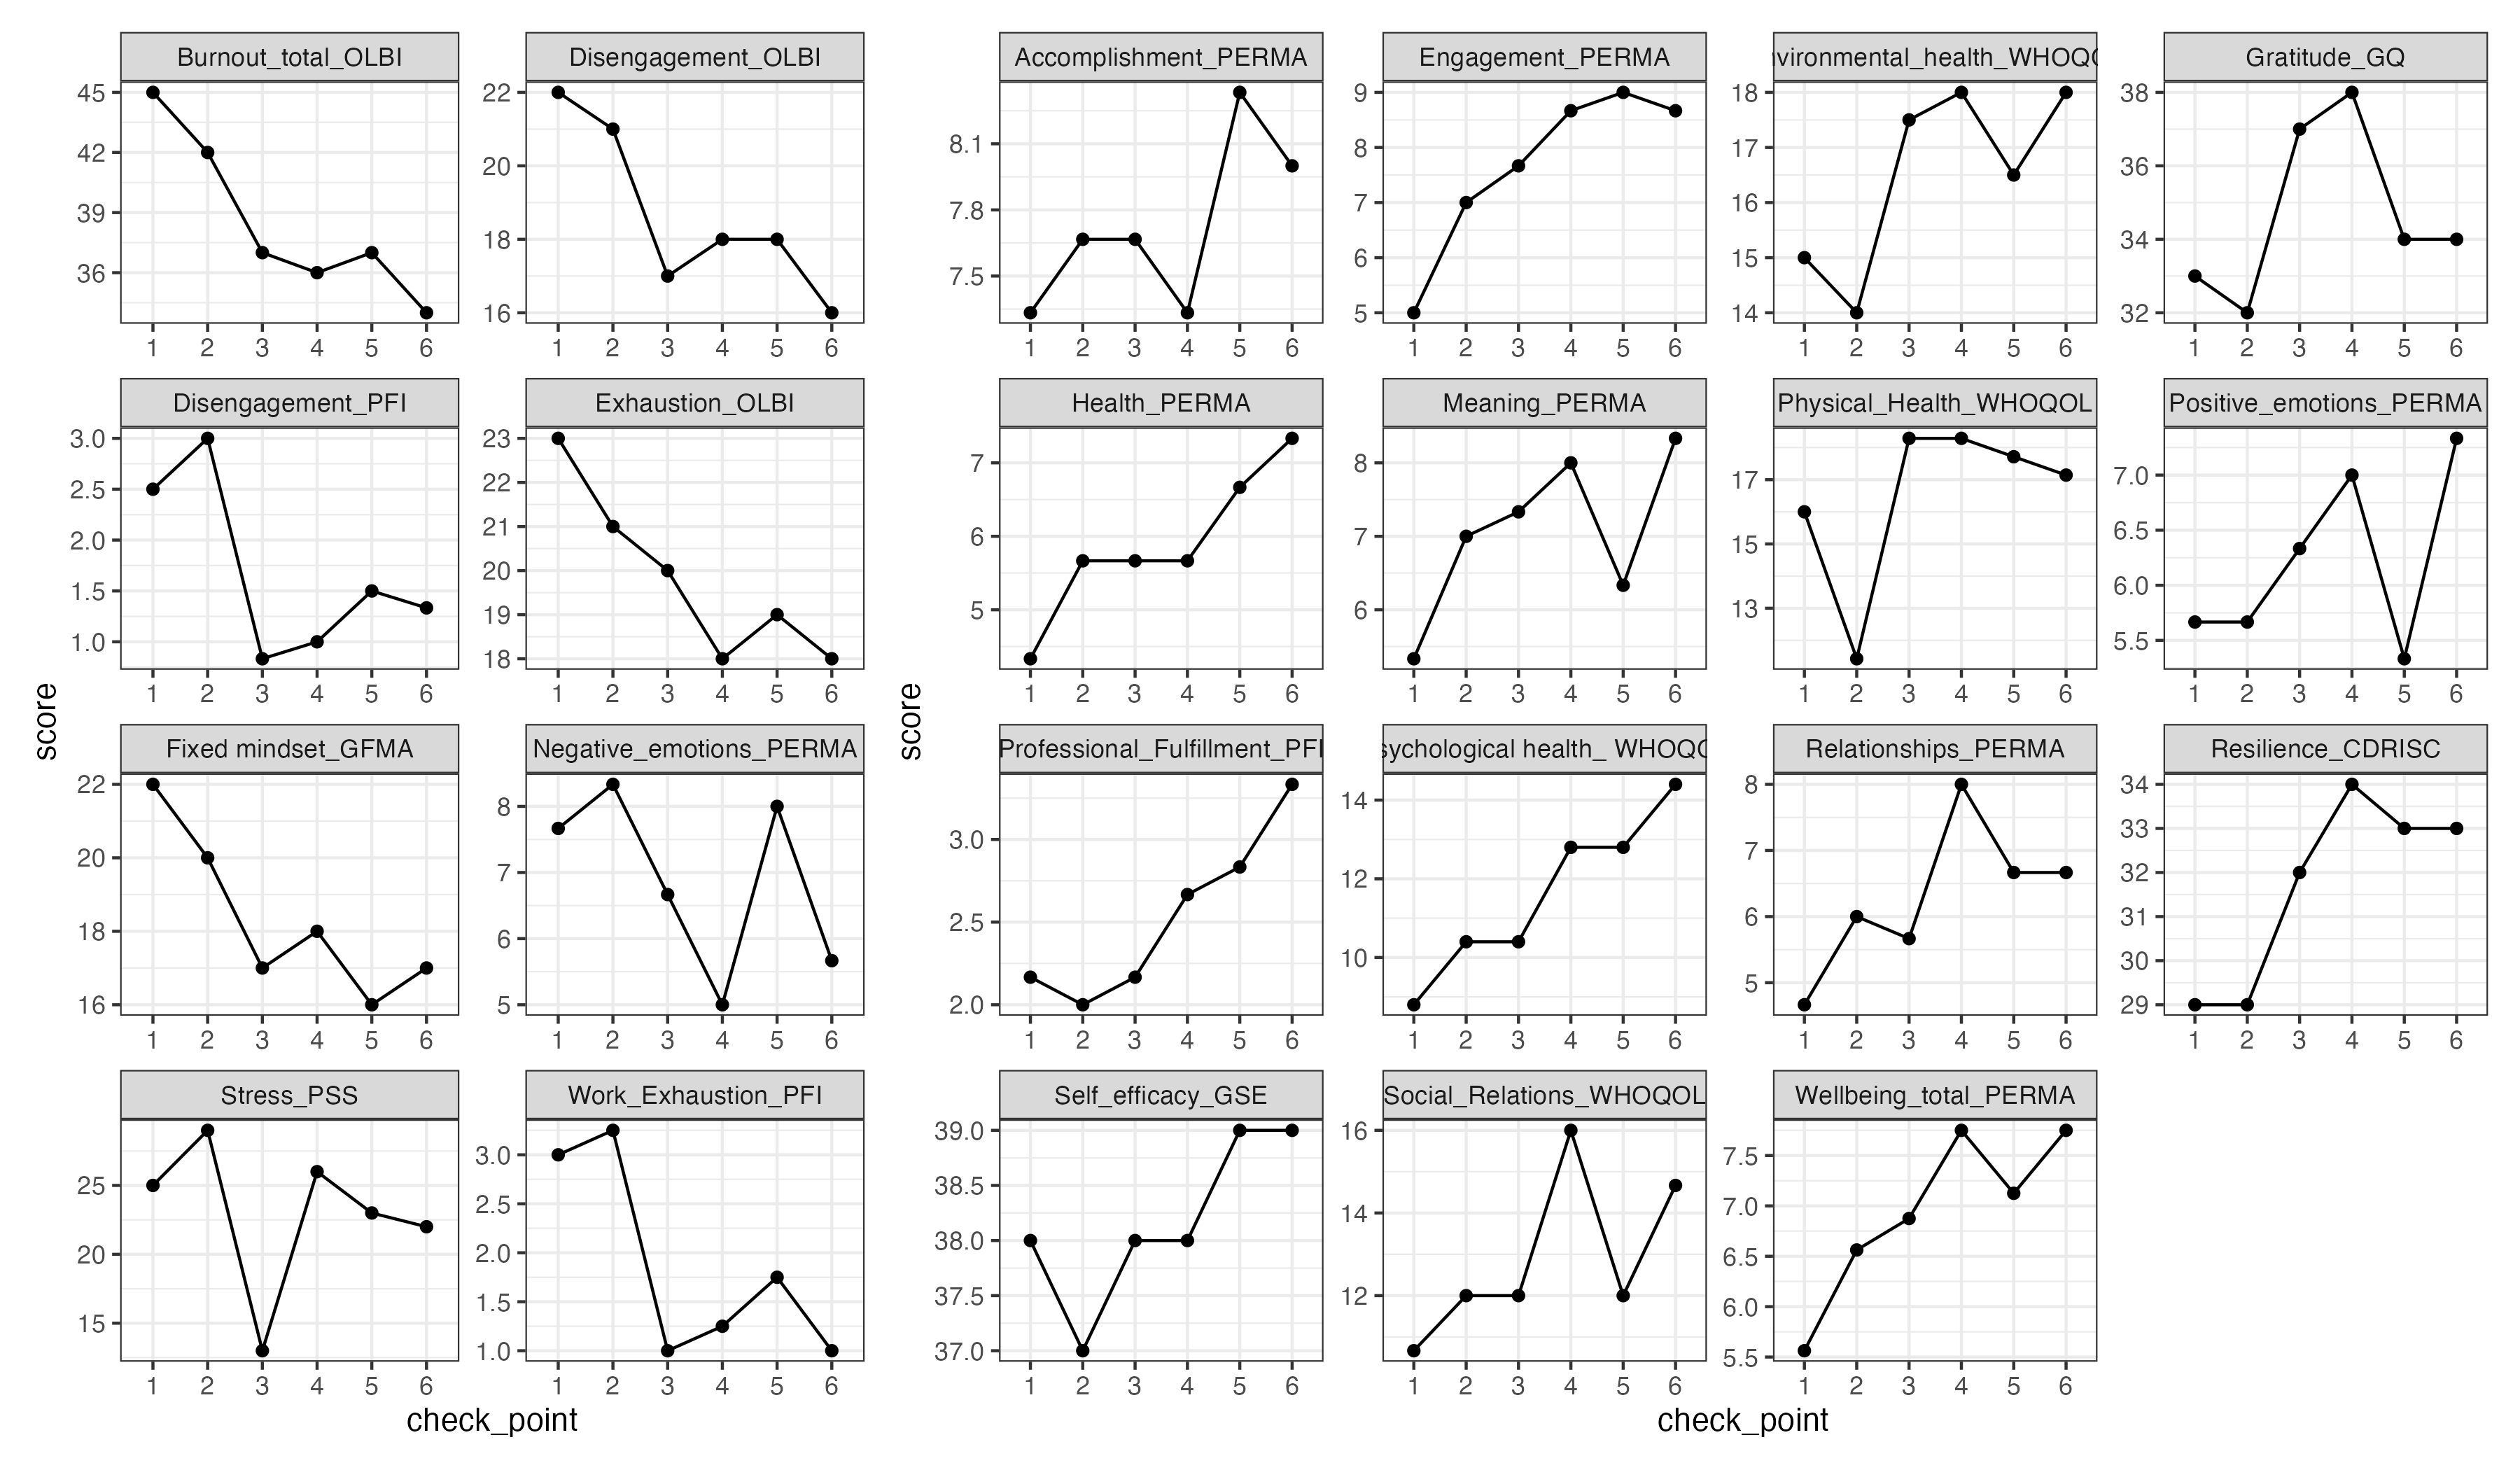 Burnout_total_OLBI
45
42
39
36
1 2 3 4 5 6
Disengagement_OLBI
22
20
18
16
1 2 3 4 5 6
Disengagement_PFI
3.0
2.5
2.0
1.5
1.0
1 2 3 4 5 6
Exhaustion_OLBI
23
22
21
20
19
18
1 2 3 4 5 6
Fixed mindset_GFMA
22
20
18
16
1 2 3 4 5 6
Negative_emotions_PERMA
8
7
6
5
1 2 3 4 5 6
Stress_PSS
25
20
15
1 2 3 4 5 6
Work_Exhaustion_PFI
3.0
2.5
2.0
1.5
1.0
1 2 3 4 5 6
score
check_point
Accomplishment_PERMA
8.1
7.8
7.5
1 2 3 4 5 6
Engagement_PERMA
9
8
7
6
5
1 2 3 4 5 6
vironmental_health_WHOQO
18
17
16
15
14
1 2 3 4 5 6
Gratitude_GQ
38
36
34
32
1 2 3 4 5 6
Health_PERMA
7
6
5
1 2 3 4 5 6
Meaning_PERMA
8
7
6
1 2 3 4 5 6
Physical_Health_WHOQOL
17
15
13
1 2 3 4 5 6
Positive_emotions_PERMA
7.0
6.5
6.0
5.5
1 2 3 4 5 6
Professional_Fulfillment_PFI
3.0
2.5
2.0
1 2 3 4 5 6
sychological health_ WHOQO
14
12
10
1 2 3 4 5 6
Relationships_PERMA
8
7
6
5
1 2 3 4 5 6
Resilience_CDRISC
34
33
32
31
30
29
1 2 3 4 5 6
Self_efficacy_GSE
39.0
38.5
38.0
37.5
37.0
1 2 3 4 5 6
Social_Relations_WHOQOL
16
14
12
1 2 3 4 5 6
Wellbeing_total_PERMA
7.5
7.0
6.5
6.0
5.5
1 2 3 4 5 6
score
check_point